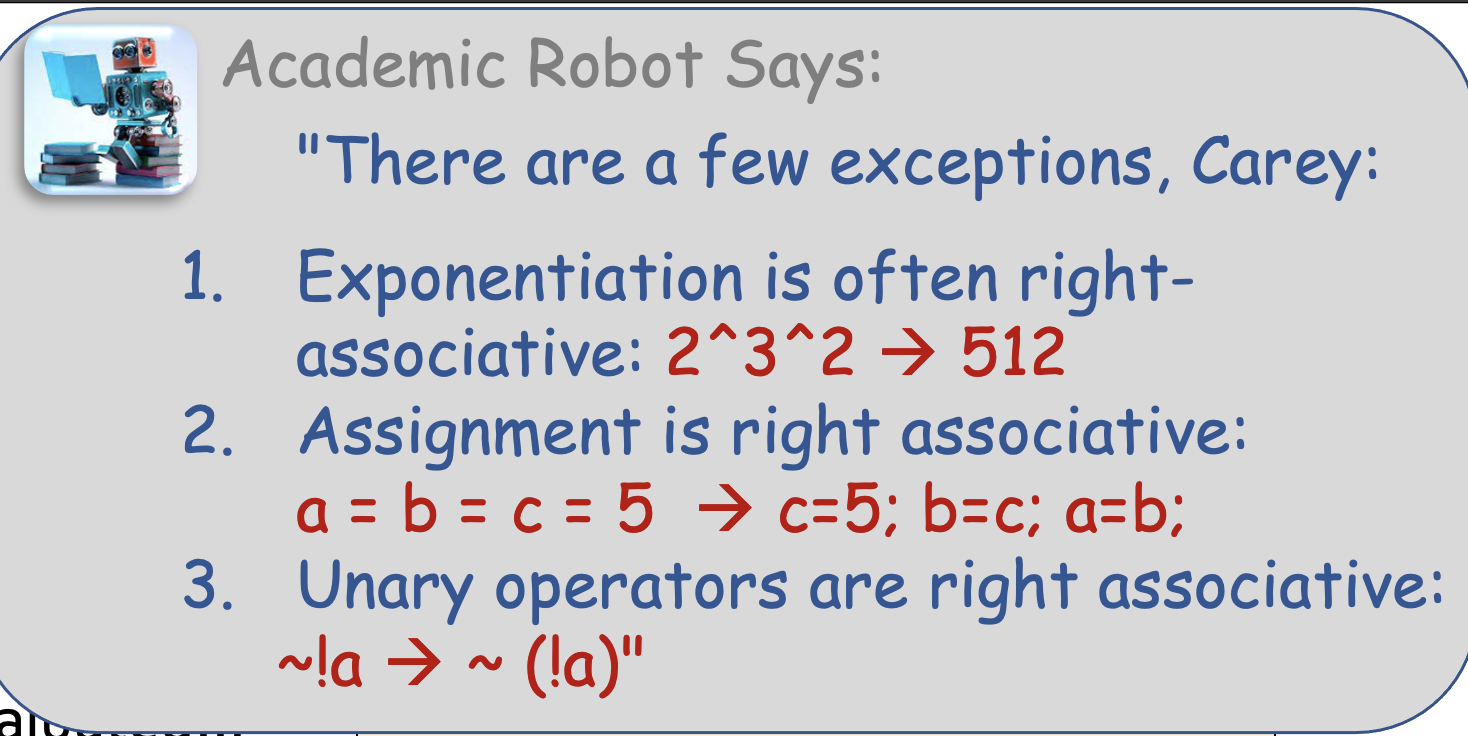 Academic Robot Says:
"There are a few exceptions, Carey:
1. Exponentiation is often right-
associative: 2^3^2 → 512
2. Assignment is right associative:
a = b = c = 5 → c=5; b=c; a=b;
3. Unary operators are right associative:
~!a → ~ (!a)"